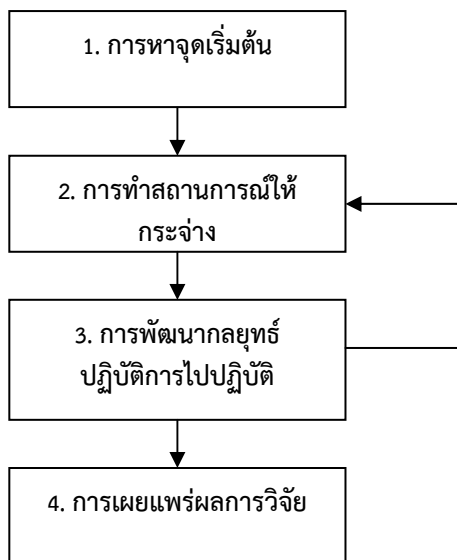 1. การหาจุดเริ่มต้น
2. การทำสถานการณ์ให้
กระจ่าง
3. การพัฒนากลยุทธ์
ปฏิบัติการไปปฏิบัติ
4. การเผยแพร่ผลการวิจัย